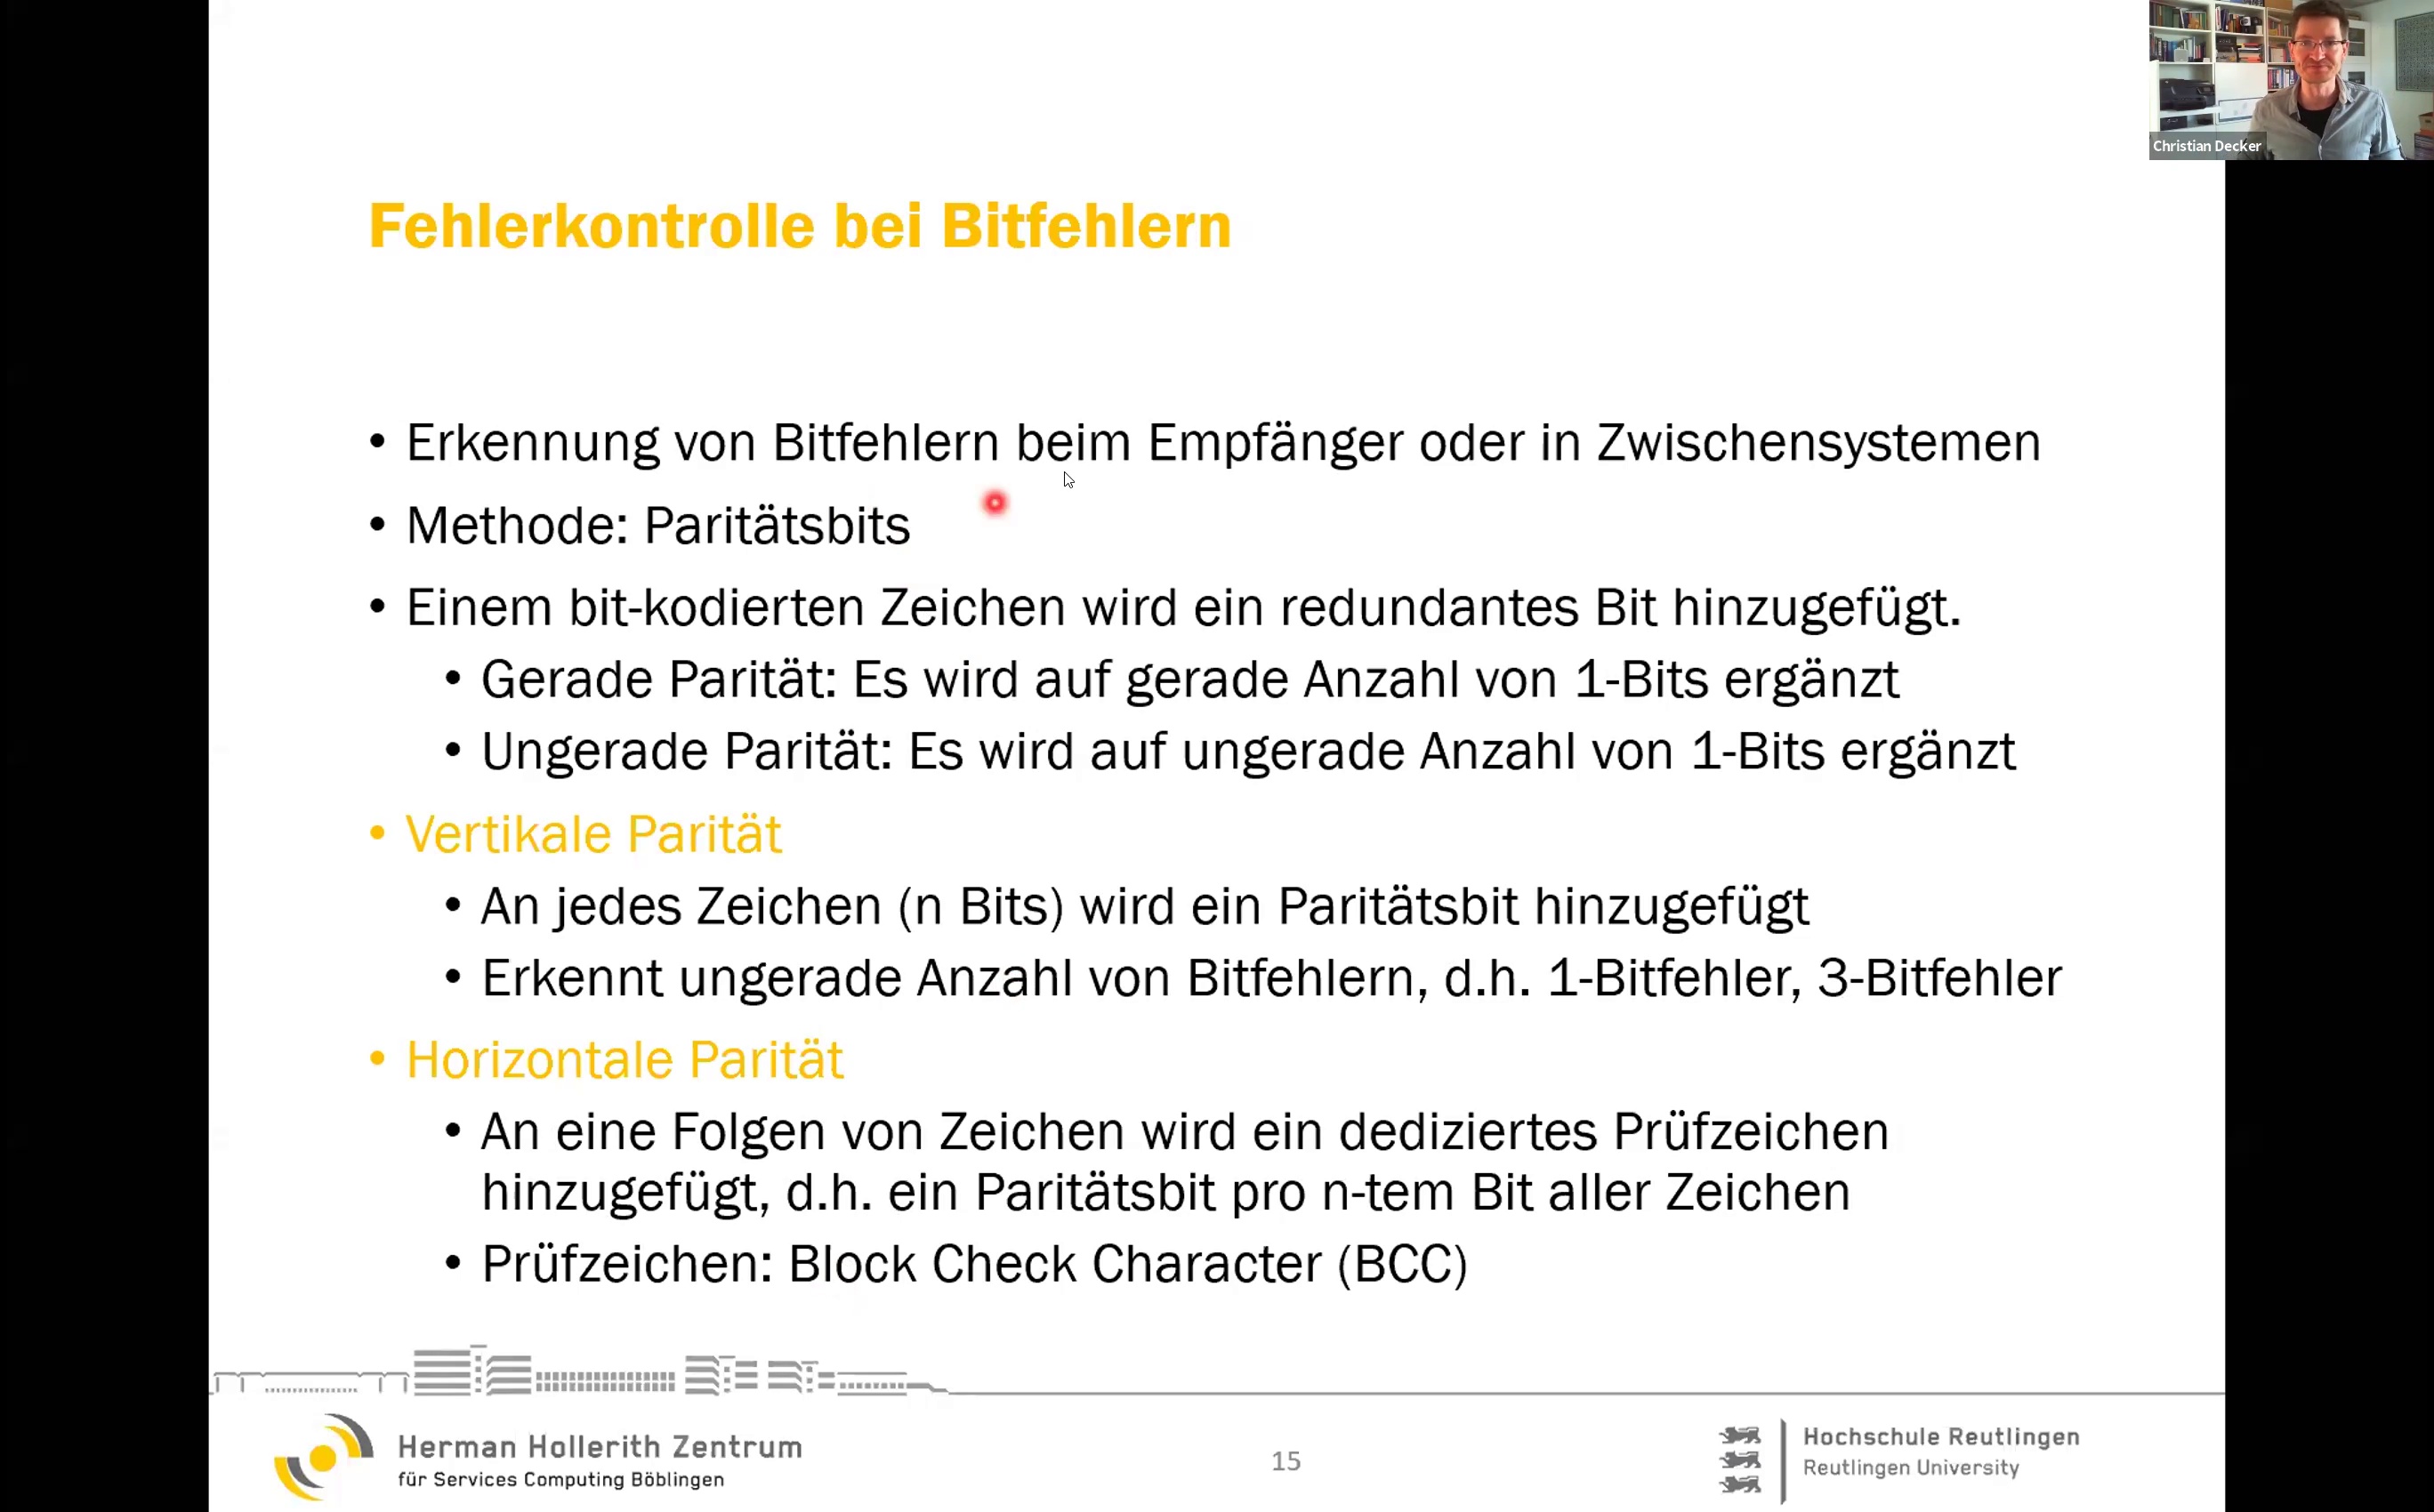 Christian Decker
Fehlerkontrolle bei Bitfehlern
• Erkennung von Bitfehlern beim Empfänger oder in Zwischensystemen
• Methode: Paritätsbits
• Einem bit-kodierten Zeichen wird ein redundantes Bit hinzugefügt.
• Gerade Parität: Es wird auf gerade Anzahl von 1-Bits ergänzt
• Ungerade Parität: Es wird auf ungerade Anzahl von 1-Bits ergänzt
• Vertikale Parität
• An jedes Zeichen (n Bits) wird ein Paritätsbit hinzugefügt
• Erkennt ungerade Anzahl von Bitfehlern, d.h. 1-Bitfehler, 3-Bitfehler
• Horizontale Parität
• An eine Folgen von Zeichen wird ein dediziertes Prüfzeichen
hinzugefügt, d.h. ein Paritätsbit pro n-tem Bit aller Zeichen
• Prüfzeichen: Block Check Character (BCC)
Herman Hollerith Zentrum
für Services Computing Böblingen
15
Hochschule Reutlingen
Reutlingen University